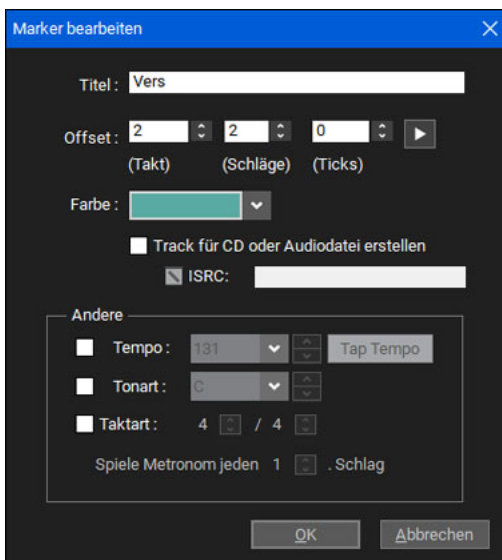 Marker bearbeiten
Titel : Vers
Offset : 2 2 0
(Takt) (Schläge) (Ticks)
Farbe :
Track für CD oder Audiodatei erstellen
ISRC:
Andere
Tempo : 131 Tap Tempo
Tonart : C
Taktart : 4 / 4
Spiele Metronom jeden 1 . Schlag
OK Abbrechen